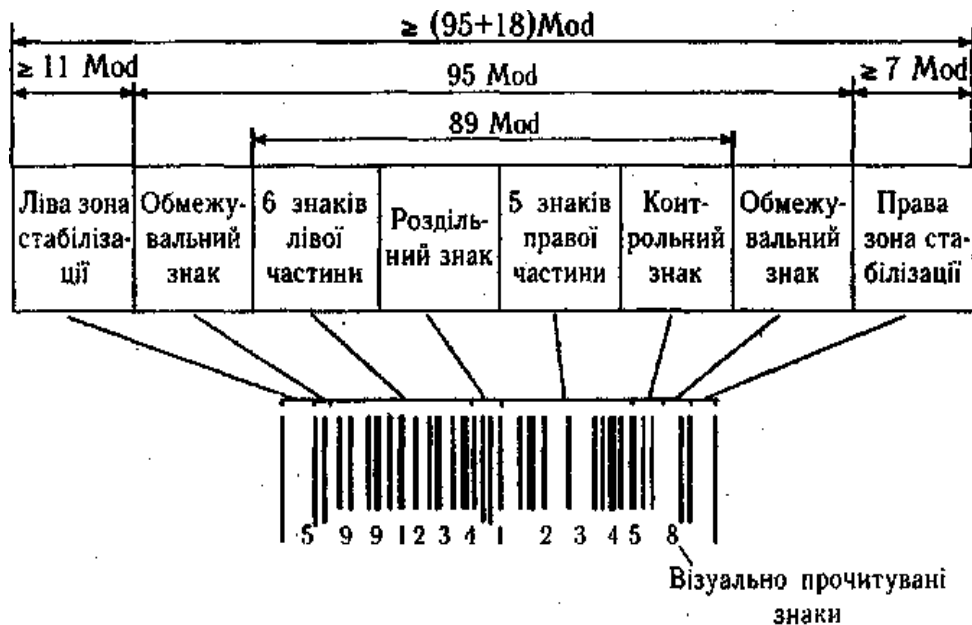 ≥ (95+18)Mod
≥ 11 Mod
95 Mod
≥ 7 Mod
89 Mod
Ліва зона
стабіліза-
ції
Обмежу-
вальний
знак
6 знаків
лівої
частини
Розділь-
ний знак
5 знаків
правої
частини
Конт-
рольний
знак
Обмежу-
вальний
знак
Права
зона ста-
білізації
5 9 9 1 2 3 4 1 2 3 4 5 8
Візуально прочитувані
знаки